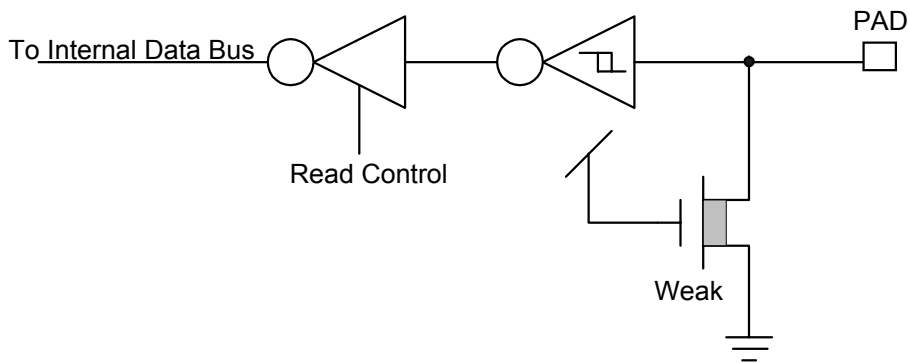 PAD
To Internal Data Bus
Read Control
Weak